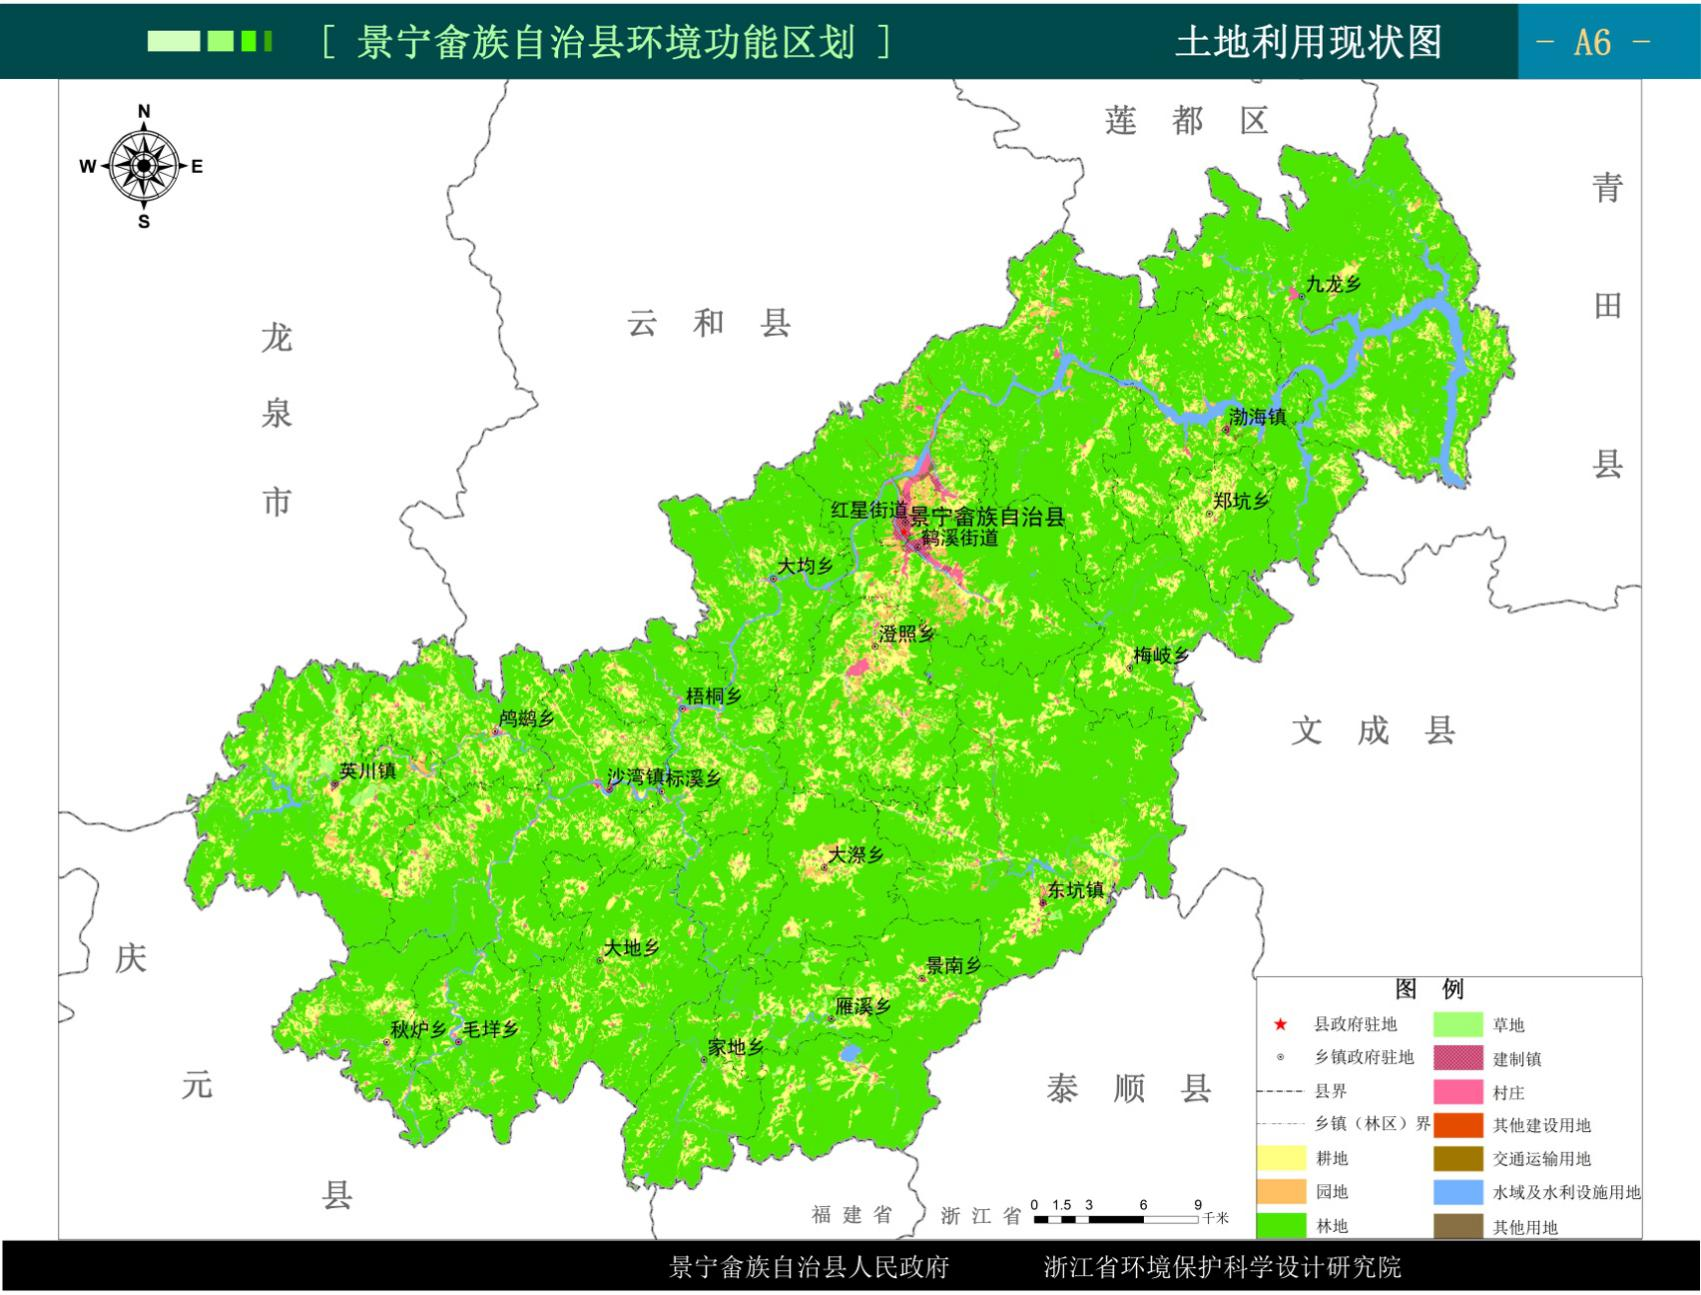 [ 景宁畲族自治县环境功能区划 ]
土地利用现状图
- A6 -
N
W
E
S
莲都区
青田县
龙泉市
云和县
九龙乡
渤海镇
郑坑乡
红星街道
景宁畲族自治县
鹤溪街道
大均乡
澄照乡
梅岐乡
梧桐乡
鸬鹚乡
英川镇
沙湾镇
标溪乡
文成县
大漈乡
东坑镇
大地乡
景南乡
雁溪乡
秋炉乡
毛垟乡
家地乡
庆元县
泰顺县
福建省
浙江省
0 1.5 3 6 9
千米
图 例
县政府驻地
乡镇政府驻地
县界
乡镇（林区）界
耕地
园地
林地
草地
建制镇
村庄
其他建设用地
交通运输用地
水域及水利设施用地
其他用地
景宁畲族自治县人民政府
浙江省环境保护科学设计研究院